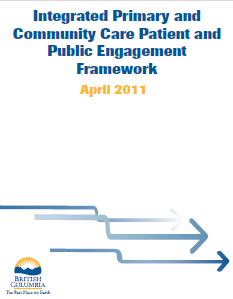 Integrated Primary and
Community Care Patient and
Public Engagement
Framework
April 2011
BRITISH
COLUMBIA
The Best Place on Earth